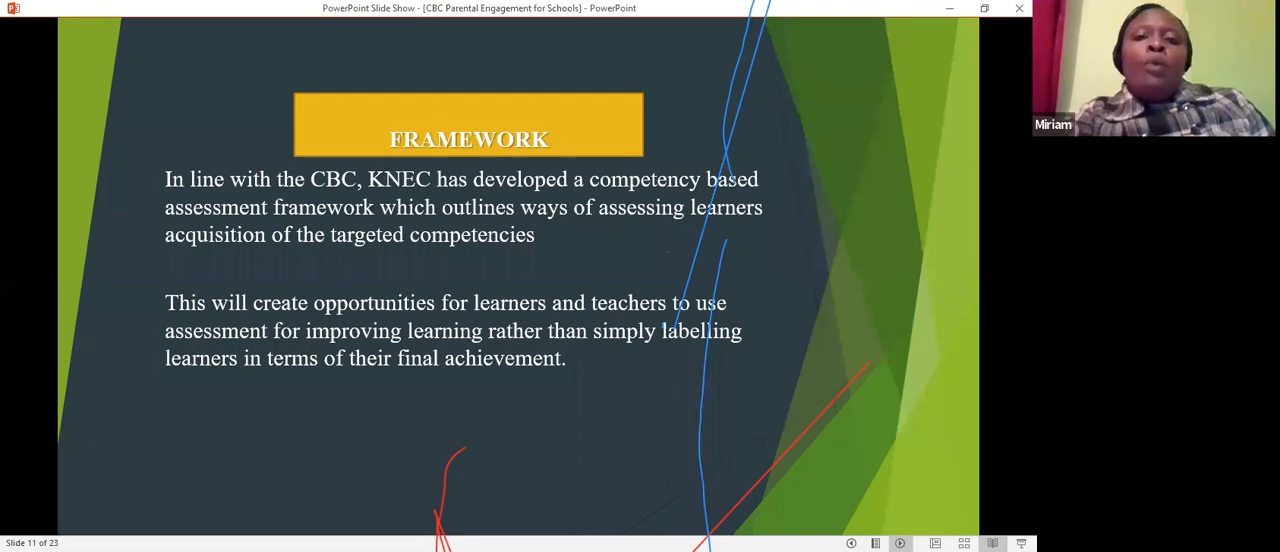 PowerPoint Slide Show - [CBC Parental Engagement for Schools] - PowerPoint
Miriam
FRAMEWORK
In line with the CBC, KNEC has developed a competency based
assessment framework which outlines ways of assessing learners
acquisition of the targeted competencies
This will create opportunities for learners and teachers to use
assessment for improving learning rather than simply labelling
learners in terms of their final achievement.
Slide 11 of 23